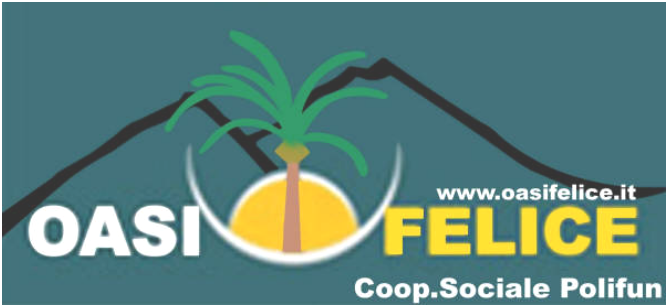 www.oasifelice.it
OASI FELICE
Coop.Sociale Polifun